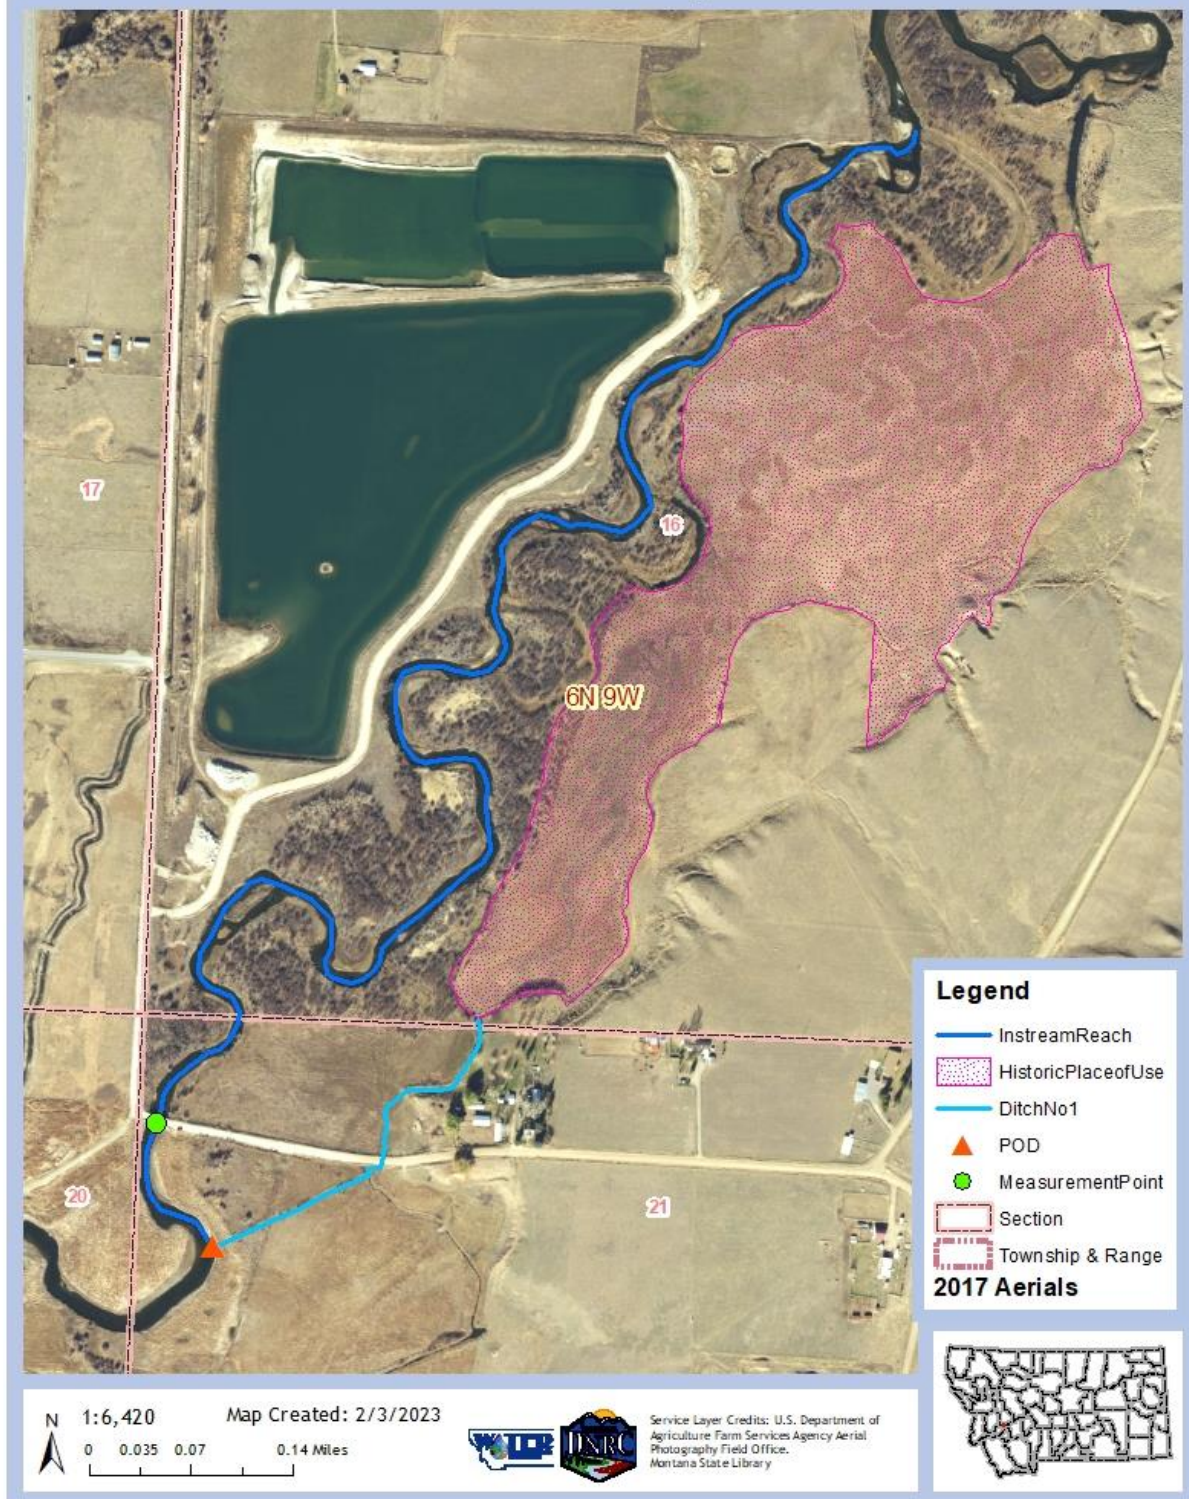 17
16
6N 9W
20
21
Legend
InstreamReach
HistoricPlaceofUse
DitchNo1
POD
MeasurementPoint
Section
Township & Range
2017 Aerials
N
1:6,420
Map Created: 2/3/2023
0 0.035 0.07 0.14 Miles
WATER
DNRC
Service Layer Credits: U.S. Department of
Agriculture Farm Services Agency Aerial
Photography Field Office.
Montana State Library